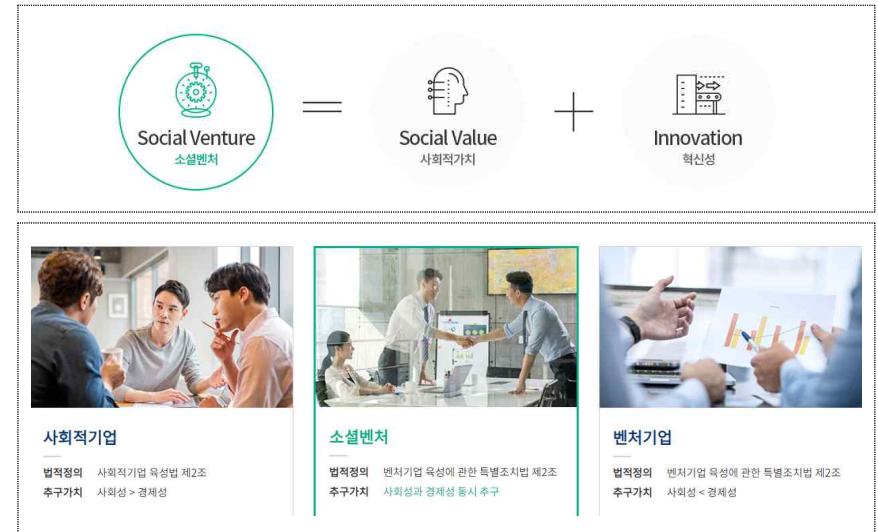 Social Venture
소셜벤처
Social Value
사회적가치
Innovation
혁신성
사회적기업
법적정의 사회적기업 육성법 제2조
추구가치 사회성 > 경제성
소셜벤처
법적정의 벤처기업 육성에 관한 특별조치법 제2조
추구가치 사회성과 경제성 동시 추구
벤처기업
법적정의 벤처기업 육성에 관한 특별조치법 제2조
추구가치 사회성 < 경제성